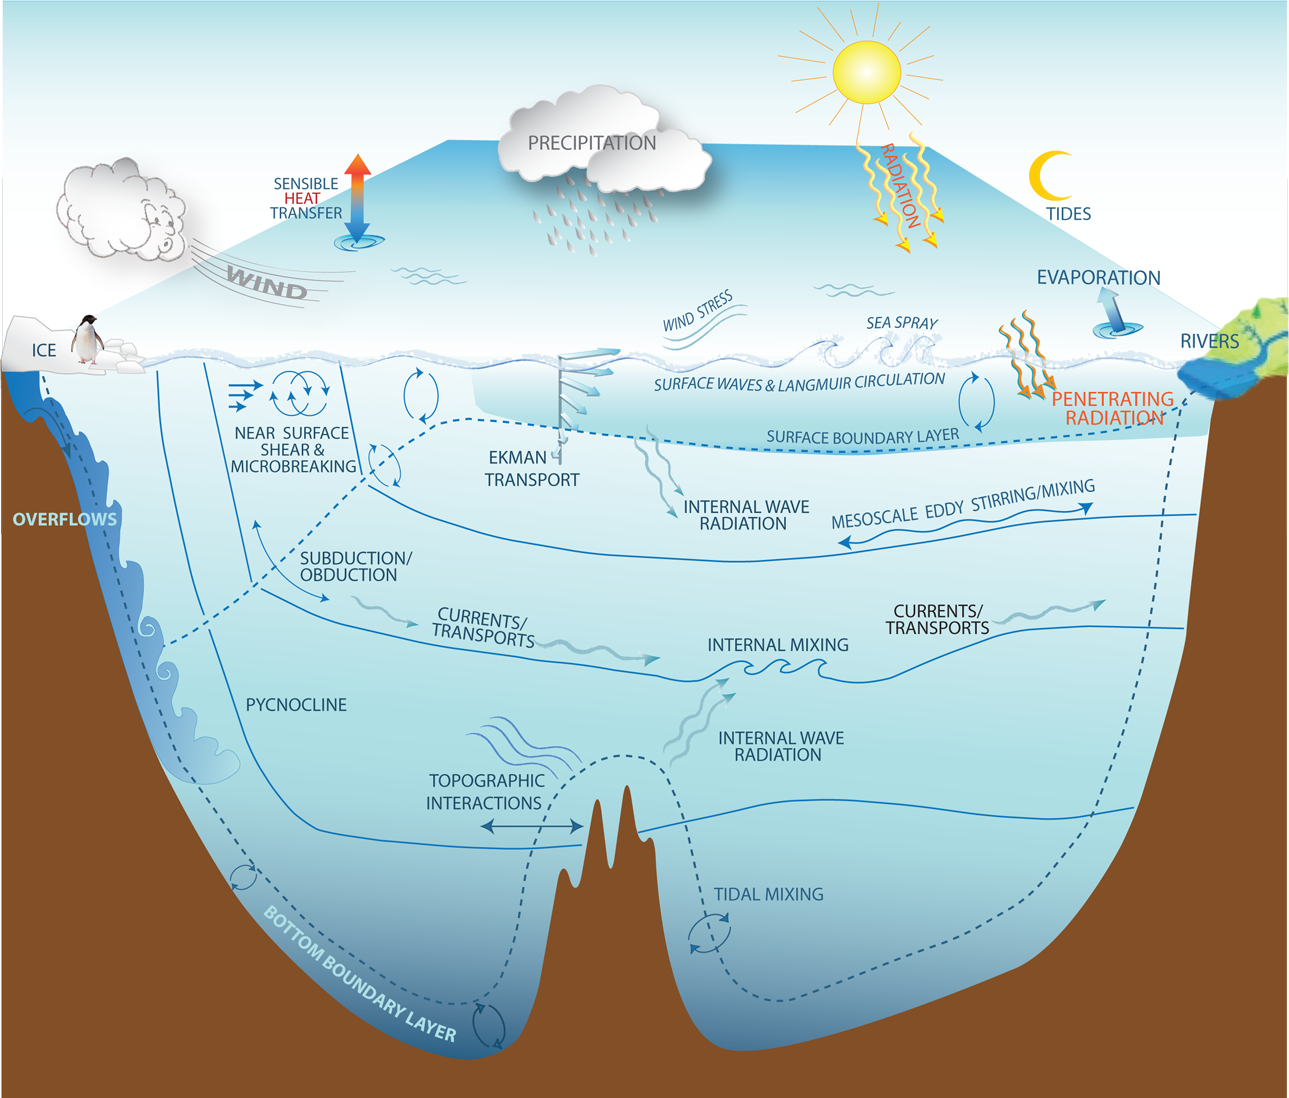 PRECIPITATION
RADIATION
SENSIBLE
HEAT
TRANSFER
TIDES
WIND
EVAPORATION
WIND STRESS
SEA SPRAY
ICE
RIVERS
SURFACE WAVES & LANGMUIR CIRCULATION
PENETRATING
RADIATION
NEAR SURFACE
SHEAR &
MICROBREAKING
SURFACE BOUNDARY LAYER
EKMAN
TRANSPORT
INTERNAL WAVE
RADIATION
MESOSCALE EDDY STIRRING/MIXING
OVERFLOWS
SUBDUCTION/
OBDUCTION
CURRENTS/
TRANSPORTS
CURRENTS/
TRANSPORTS
INTERNAL MIXING
PYCNOCLINE
INTERNAL WAVE
RADIATION
TOPOGRAPHIC
INTERACTIONS
TIDAL MIXING
BOTTOM BOUNDARY LAYER